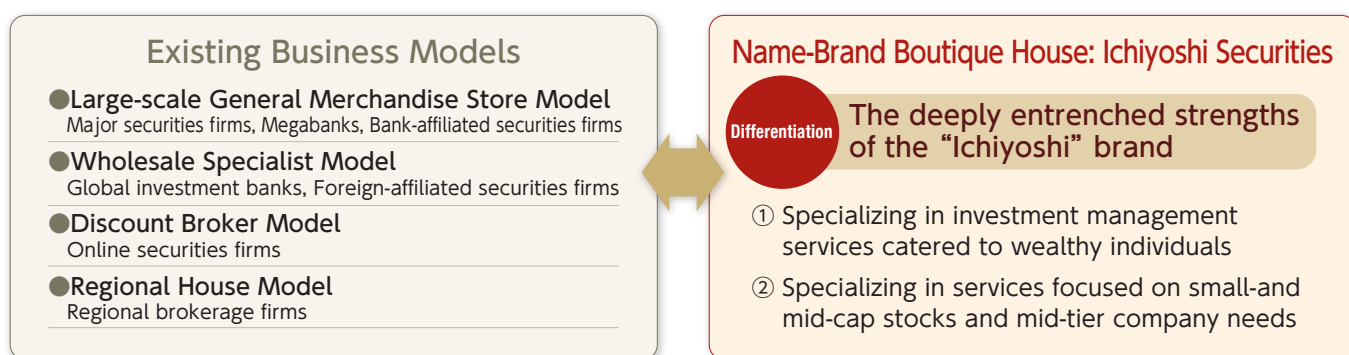 Existing Business Models
●Large-scale General Merchandise Store Model
Major securities firms, Megabanks, Bank-affiliated securities firms
●Wholesale Specialist Model
Global investment banks, Foreign-affiliated securities firms
●Discount Broker Model
Online securities firms
●Regional House Model
Regional brokerage firms
Name-Brand Boutique House: Ichiyoshi Securities
Differentiation
The deeply entrenched strengths
of the “Ichiyoshi” brand
① Specializing in investment management
services catered to wealthy individuals
② Specializing in services focused on small-and
mid-cap stocks and mid-tier company needs